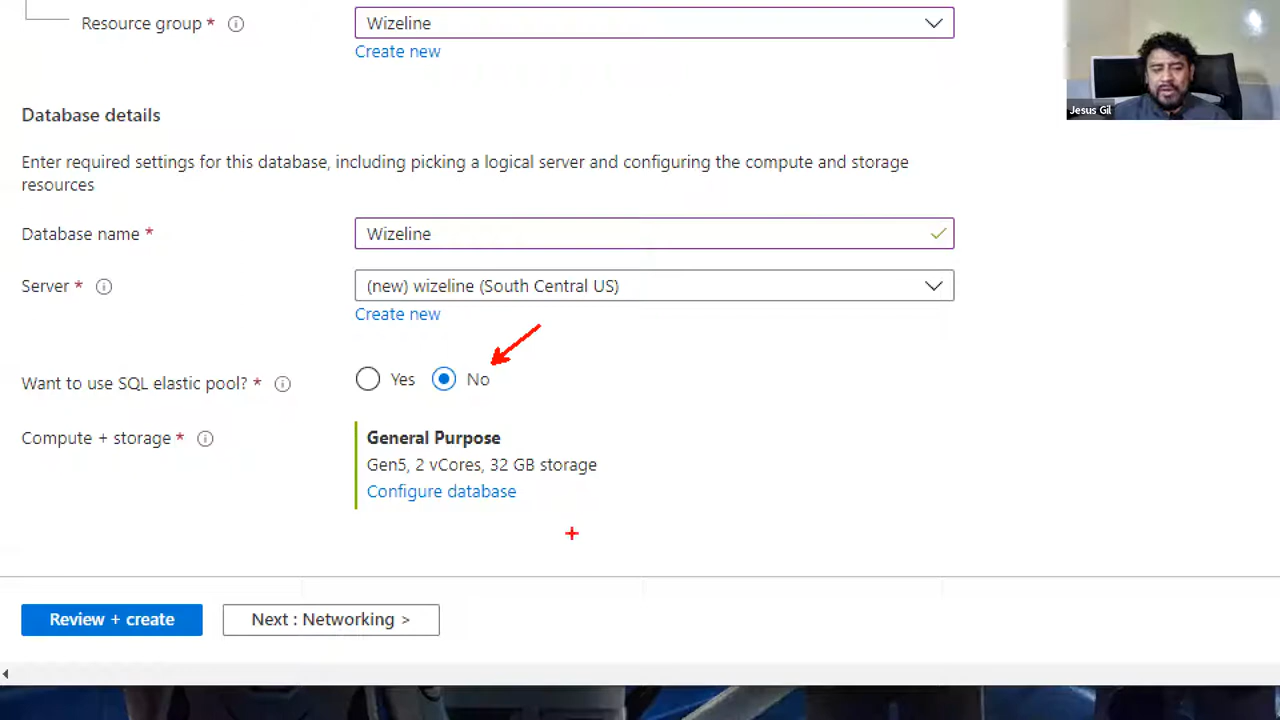 Resource group *
Wizeline
Create new
Jesus Gil
Database details
Enter required settings for this database, including picking a logical server and configuring the compute and storage
resources
Database name *
Wizeline
Server *
(new) wizeline (South Central US)
Create new
Want to use SQL elastic pool? *
Yes
No
Compute + storage *
General Purpose
Gen5, 2 vCores, 32 GB storage
Configure database
Review + create
Next : Networking >